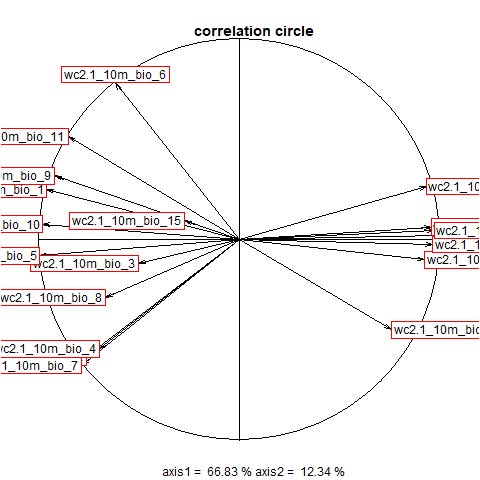 correlation circle
wc2.1_10m_bio_6
0m_bio_11
m_bio_9
wc2.1_10
m_bio_1
wc2.1_10m_bio_15
bio_10
wc2.1_1
wc2.1_1
_bio_5
wc2.1_10m_bio_3
wc2.1_10
wc2.1_10m_bio_8
wc2.1_10m_bio
wc2.1_10m_bio_4
.1_10m_bio_7
axis1 = 66.83 % axis2 = 12.34 %